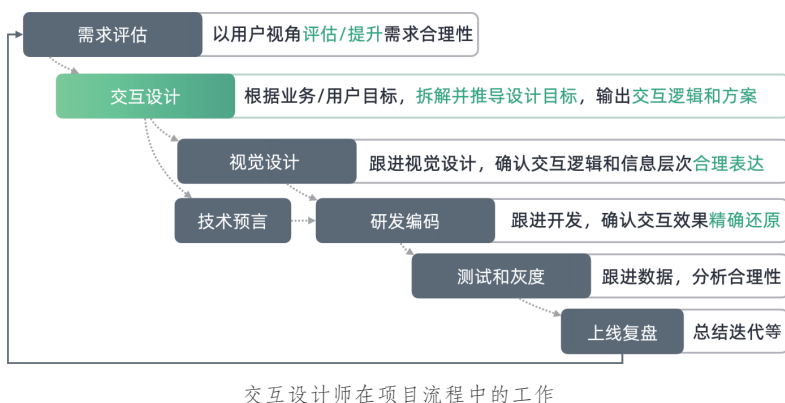 需求评估 以用户视角评估/提升需求合理性
交互设计 根据业务/用户目标，拆解并推导设计目标，输出交互逻辑和方案
视觉设计 跟进视觉设计，确认交互逻辑和信息层次合理表达
技术预言 研发编码 跟进开发，确认交互效果精确还原
测试和灰度 跟进数据，分析合理性
上线复盘 总结迭代等
交互设计师在项目流程中的工作